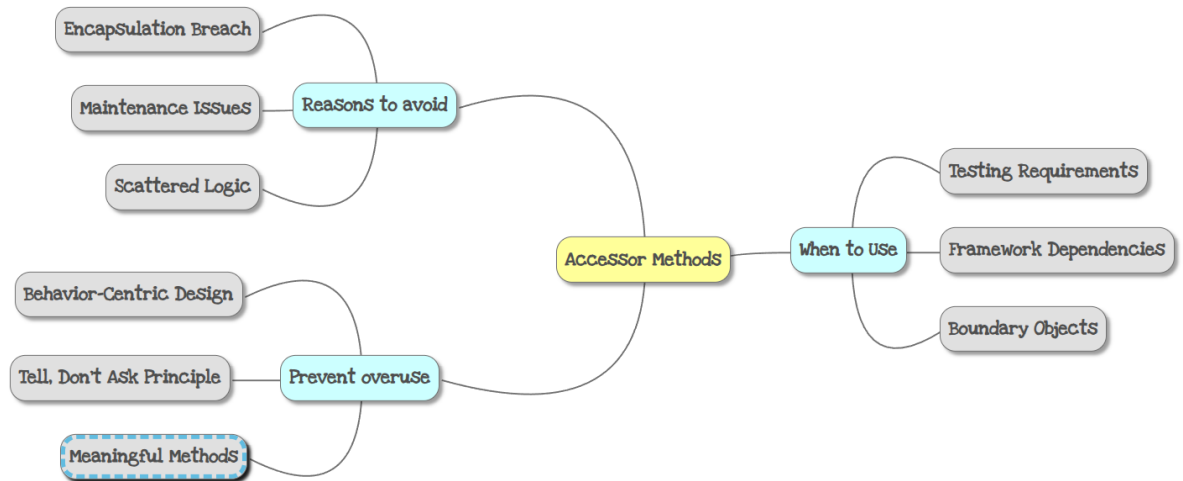 Encapsulation Breach
Maintenance Issues
Reasons to avoid
Scattered Logic
Testing Requirements
Accessor Methods
When to Use
Framework Dependencies
Behavior-Centric Design
Boundary Objects
Tell, Don't Ask Principle
Prevent overuse
Meaningful Methods